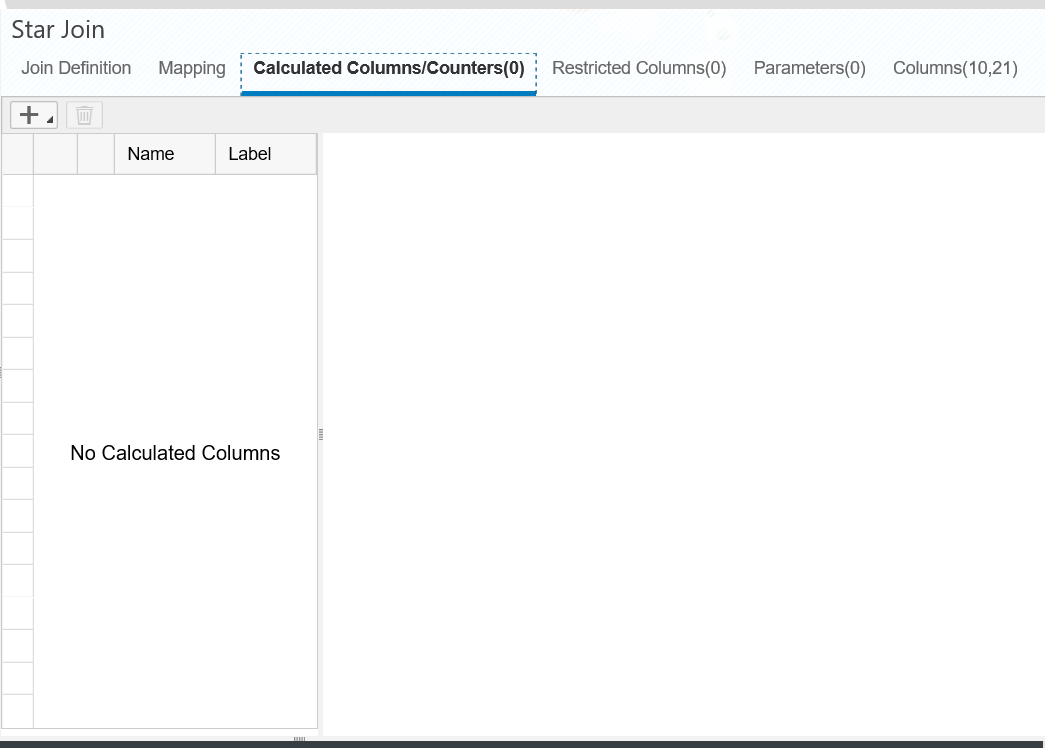 Star Join
Join Definition Mapping Calculated Columns/Counters(0) Restricted Columns(0) Parameters(0) Columns(10,21)
Name Label
No Calculated Columns